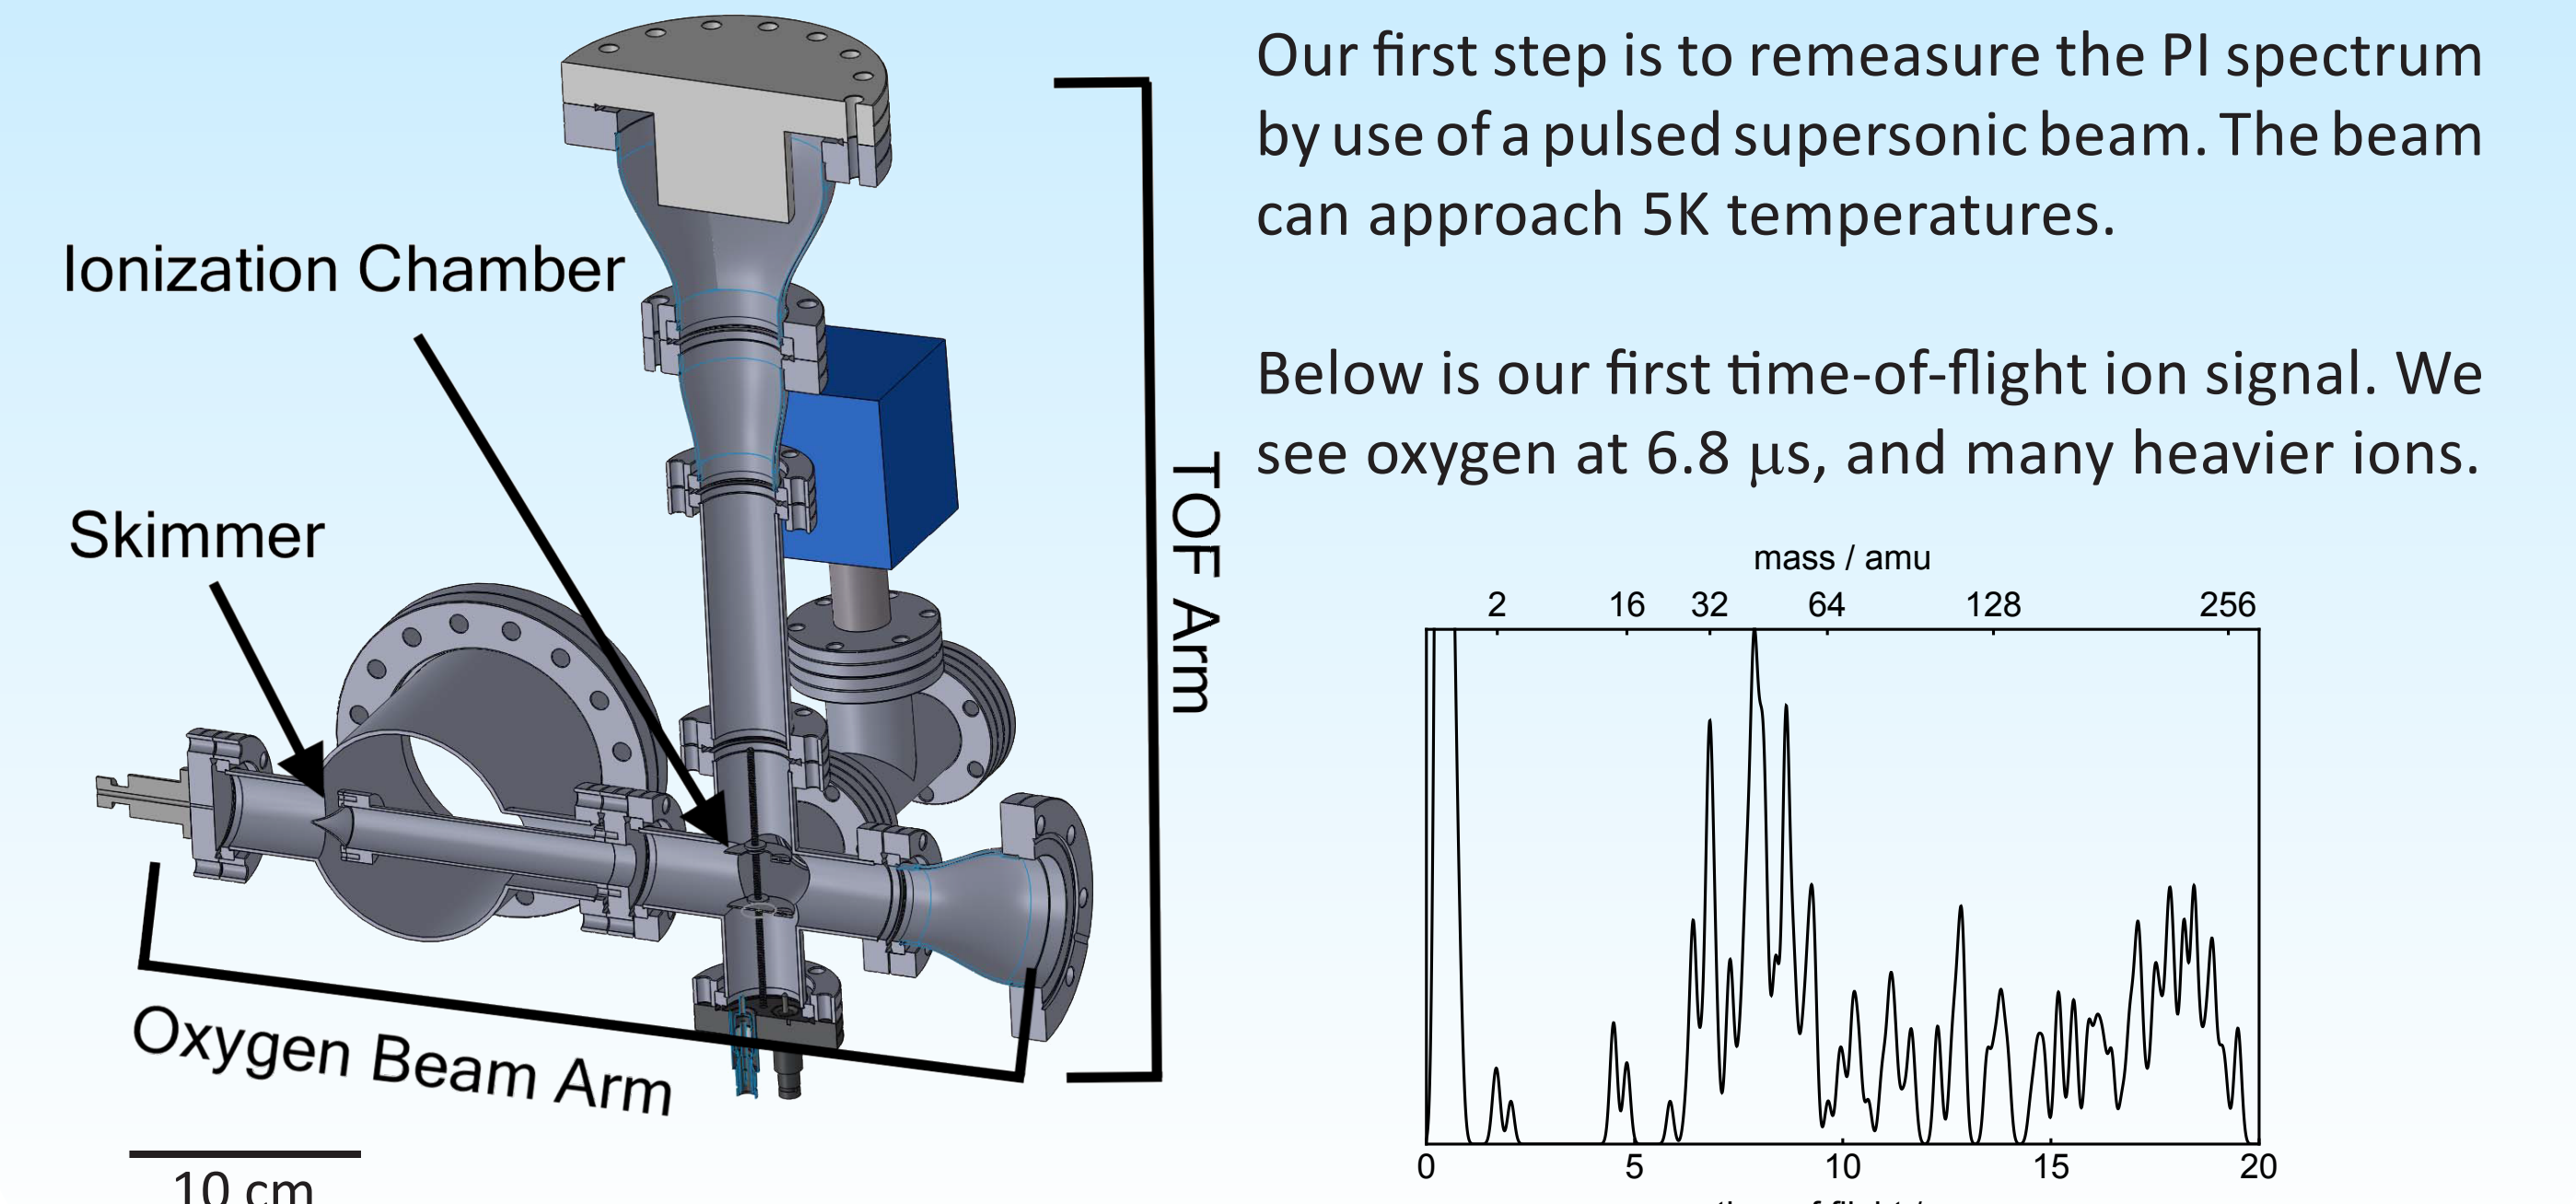 Our first step is to remeasure the PI spectrum
by use of a pulsed supersonic beam. The beam
can approach 5K temperatures.
Below is our first time-of-flight ion signal. We
see oxygen at 6.8 μs, and many heavier ions.
Ionization Chamber
Skimmer
TOF Arm
Oxygen Beam Arm
10 cm
mass / amu
2 16 32 64 128 256
0 5 10 15 20